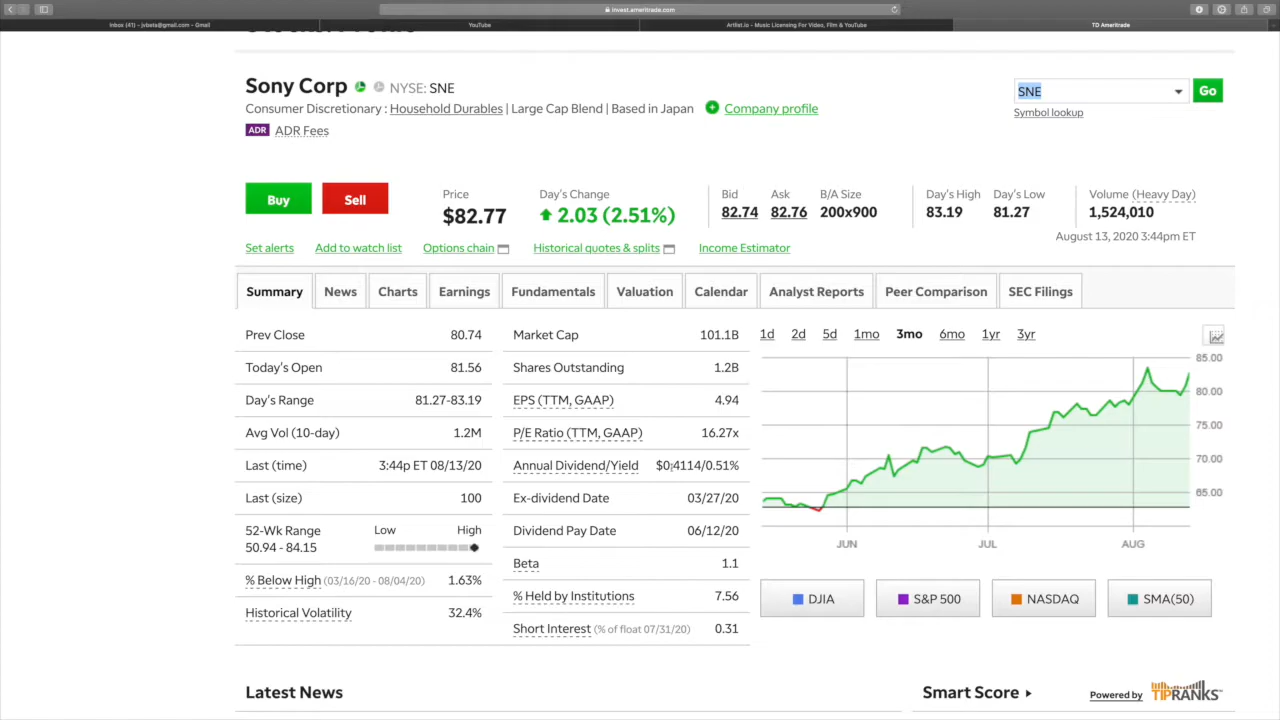 invest.ameritrade.com
Inbox (41) - jvbeta@gmail.com - Gmail
YouTube
Artlist.io - Music Licensing For Video, Film & YouTube
TD Ameritrade
Sony Corp NYSE: SNE
Consumer Discretionary : Household Durables | Large Cap Blend | Based in Japan Company profile
ADR ADR Fees
SNE Go
Symbol lookup
Buy Sell
Price
$82.77
Day's Change
2.03 (2.51%)
Bid
82.74
Ask
82.76
B/A Size
200x900
Day's High
83.19
Day's Low
81.27
Volume (Heavy Day)
1,524,010
August 13, 2020 3:44pm ET
Set alerts Add to watch list Options chain Historical quotes & splits Income Estimator
Summary News Charts Earnings Fundamentals Valuation Calendar Analyst Reports Peer Comparison SEC Filings
Prev Close 80.74
Today's Open 81.56
Day's Range 81.27-83.19
Avg Vol (10-day) 1.2M
Last (time) 3:44p ET 08/13/20
Last (size) 100
52-Wk Range Low High
50.94 - 84.15
% Below High (03/16/20 - 08/04/20) 1.63%
Historical Volatility 32.4%
Market Cap 101.1B
Shares Outstanding 1.2B
EPS (TTM, GAAP) 4.94
P/E Ratio (TTM, GAAP) 16.27x
Annual Dividend/Yield $0.4114/0.51%
Ex-dividend Date 03/27/20
Dividend Pay Date 06/12/20
Beta 1.1
% Held by Institutions 7.56
Short Interest (% of float 07/31/20) 0.31
1d 2d 5d 1mo 3mo 6mo 1yr 3yr
85.00
80.00
75.00
70.00
65.00
JUN JUL AUG
DJIA S&P 500 NASDAQ SMA(50)
Latest News
Smart Score
Powered by TIPRANKS